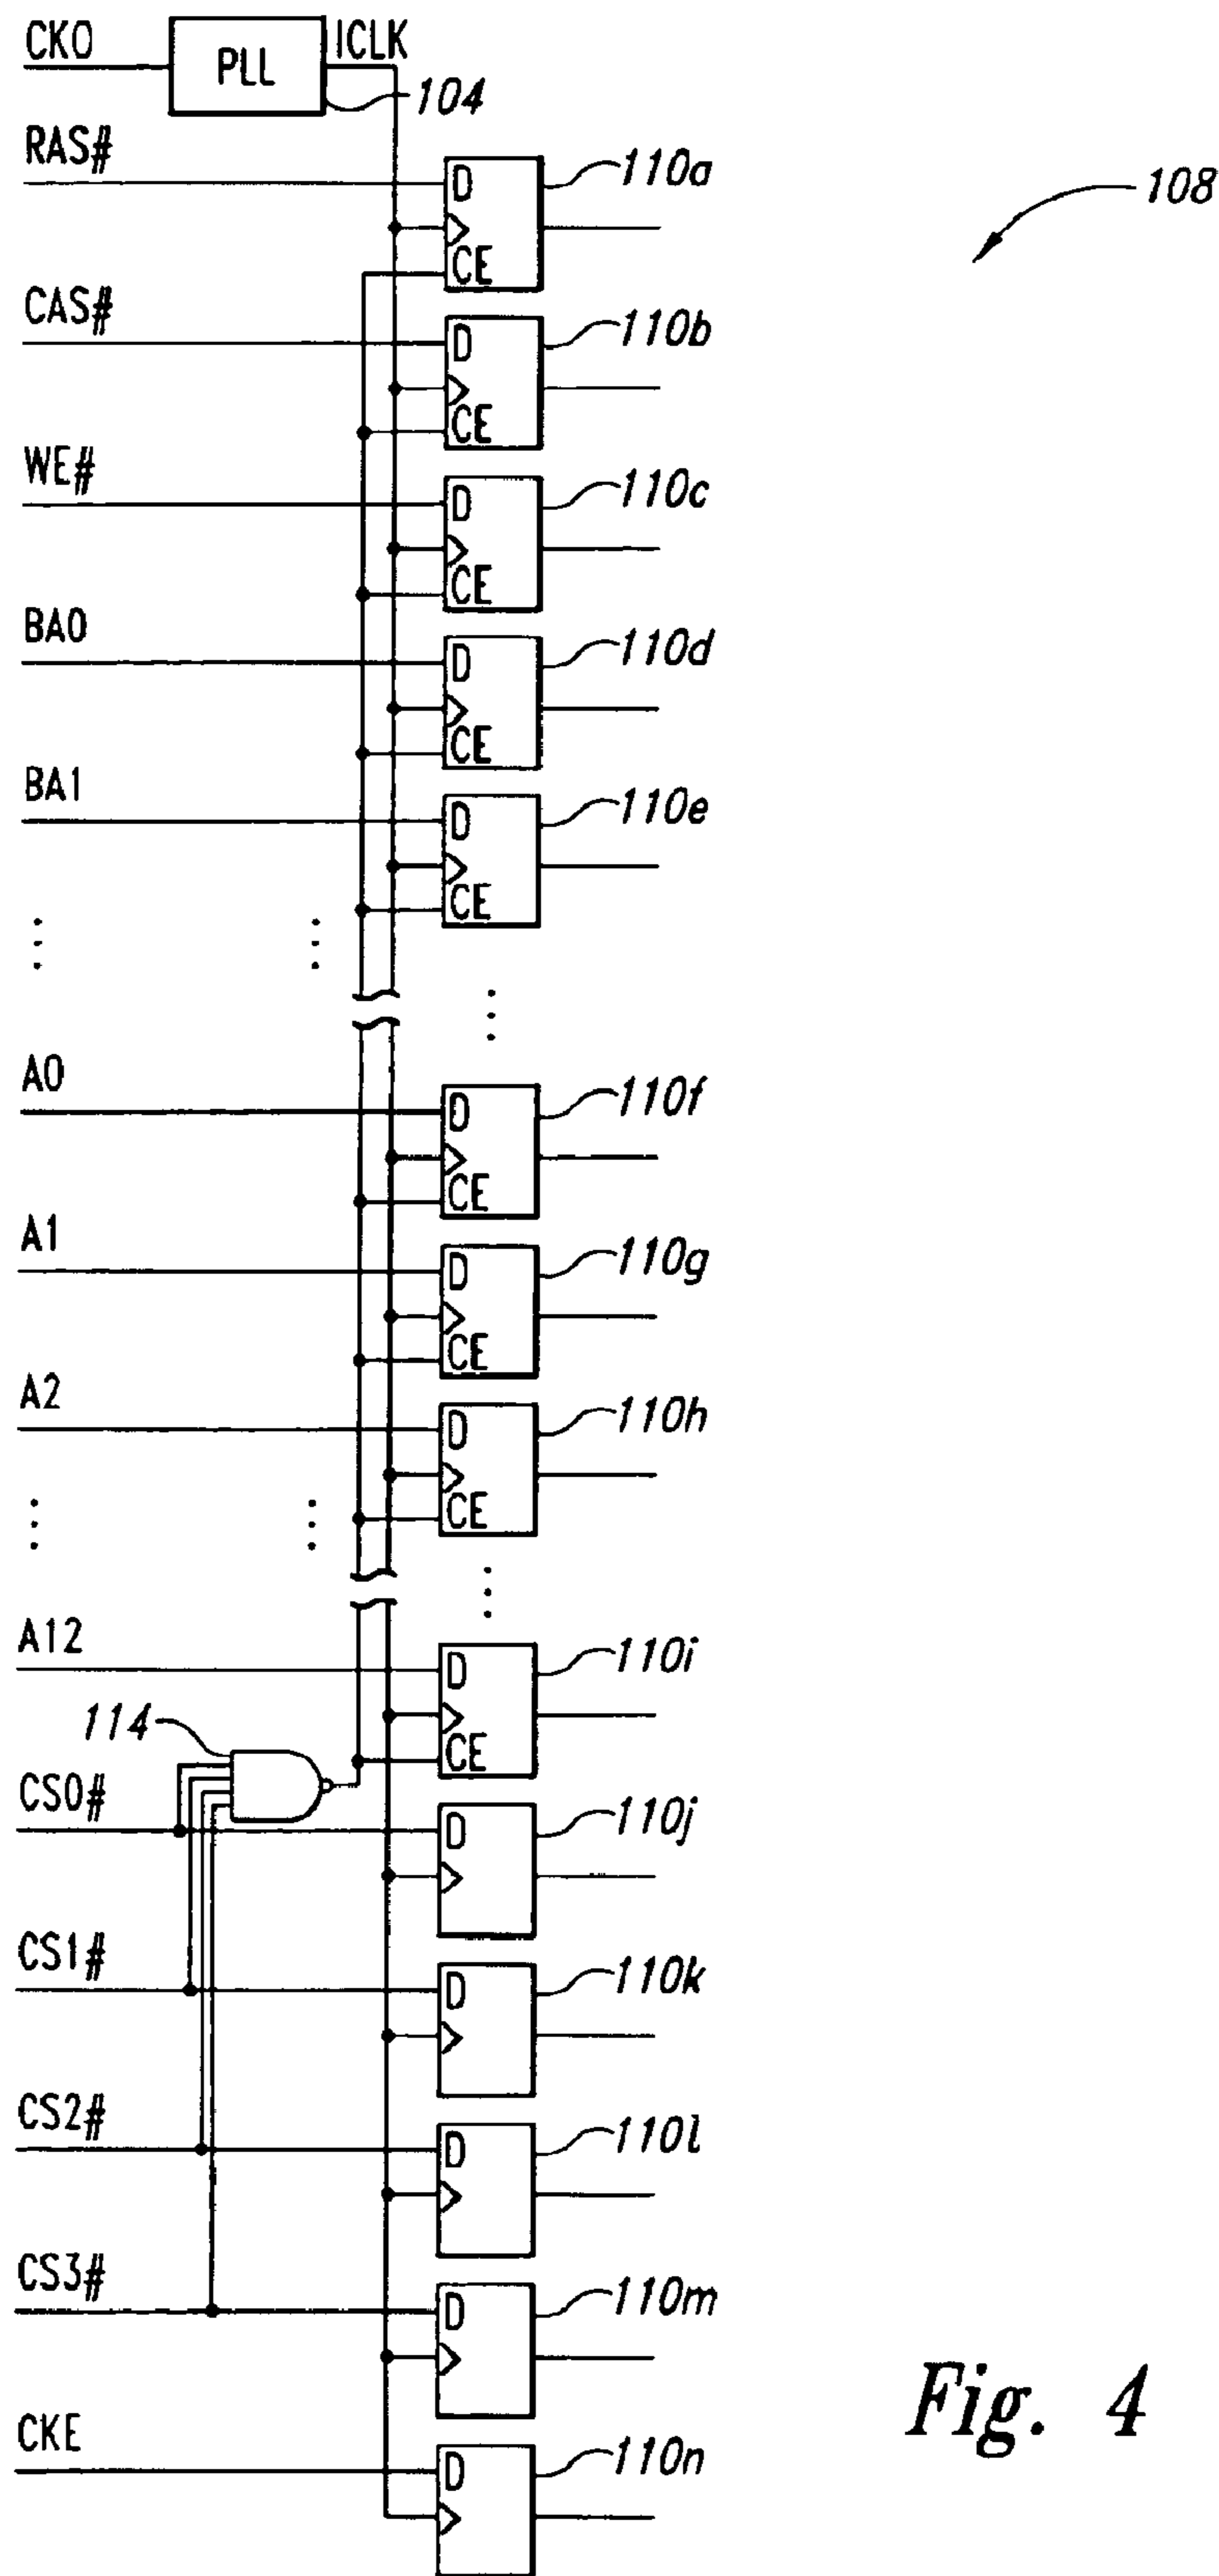 CK0 PLL ICLK
104
RAS# D 110a
CE
108
CAS# D 110b
CE
WE# D 110c
CE
BA0 D 110d
CE
BA1 D 110e
CE
A0 D 110f
CE
A1 D 110g
CE
A2 D 110h
CE
A12 D 110i
CE
114
CS0# D 110j
CS1# D 110k
CS2# D 110l
CS3# D 110m
CKE D 110n
Fig. 4